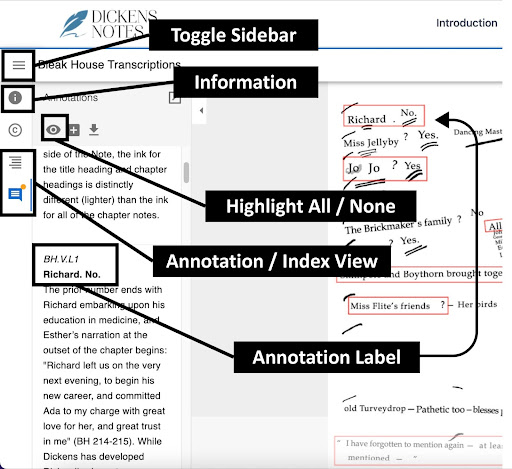 DICKENS
NOTES
Introduction
Toggle Sidebar
Bleak House Transcriptions
Information
Annotations
side of the Note, the ink for
the title heading and chapter
headings is distinctly
different (lighter) than the ink
for all of the chapter notes.
Highlight All / None
Annotation / Index View
BH.V.L1
Richard. No.
The prior number ends with
Richard embarking upon his
education in medicine, and
Esther's narration at the
outset of the chapter begins:
"Richard left us on the very
next evening, to begin his
new career, and committed
Ada to my charge with great
love for her, and great trust
in me" (BH 214-215). While
Dickens has developed
Annotation Label
Richard . No.
Miss Jellyby ? Yes.
Dancing Mast
Jo Jo ? Yes
The Brickmaker's family ? No
All
? Yes.
and Boythorn brought toge
Miss Flite's friends ? – Her birds
old Turveydrop – Pathetic too – blesses
" I have forgotten to mention again – at leas
mentioned – "